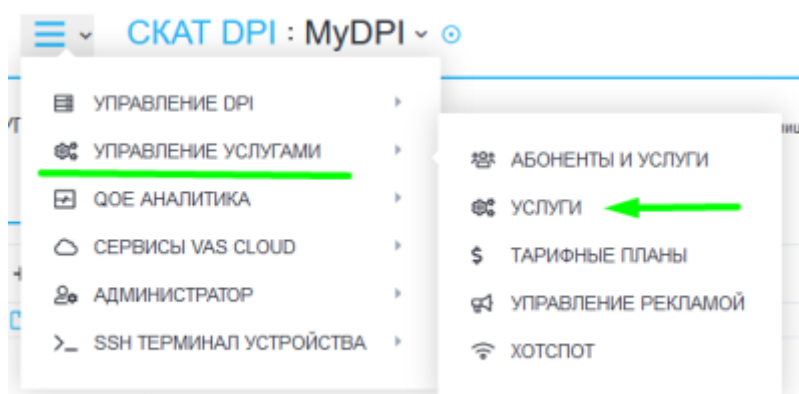 СКАТ DPI : MyDPI
УПРАВЛЕНИЕ DPI
УПРАВЛЕНИЕ УСЛУГАМИ
QOE АНАЛИТИКА
СЕРВИСЫ VAS CLOUD
АДМИНИСТРАТОР
SSH ТЕРМИНАЛ УСТРОЙСТВА
АБОНЕНТЫ И УСЛУГИ
УСЛУГИ
ТАРИФНЫЕ ПЛАНЫ
УПРАВЛЕНИЕ РЕКЛАМОЙ
ХОТСПОТ